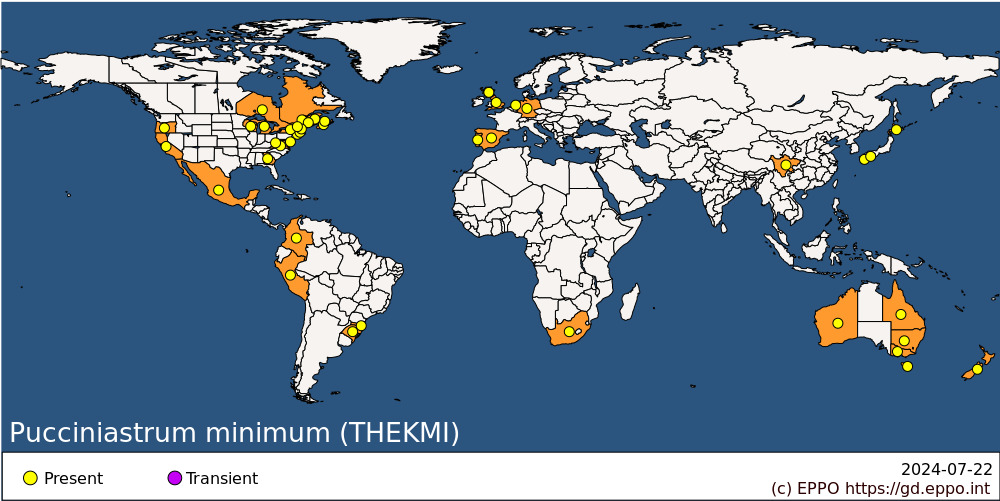 Pucciniastrum minimum (THEKMI)
Present
Transient
2024-07-22
(c) EPPO https://gd.eppo.int